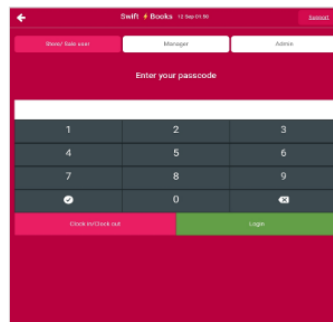 Swift ⚡ Books 12 Sep 01:50 Support
Store/ Sale user Manager Admin
Enter your passcode
1 2 3
4 5 6
7 8 9
0
Clock in/Clock out Login